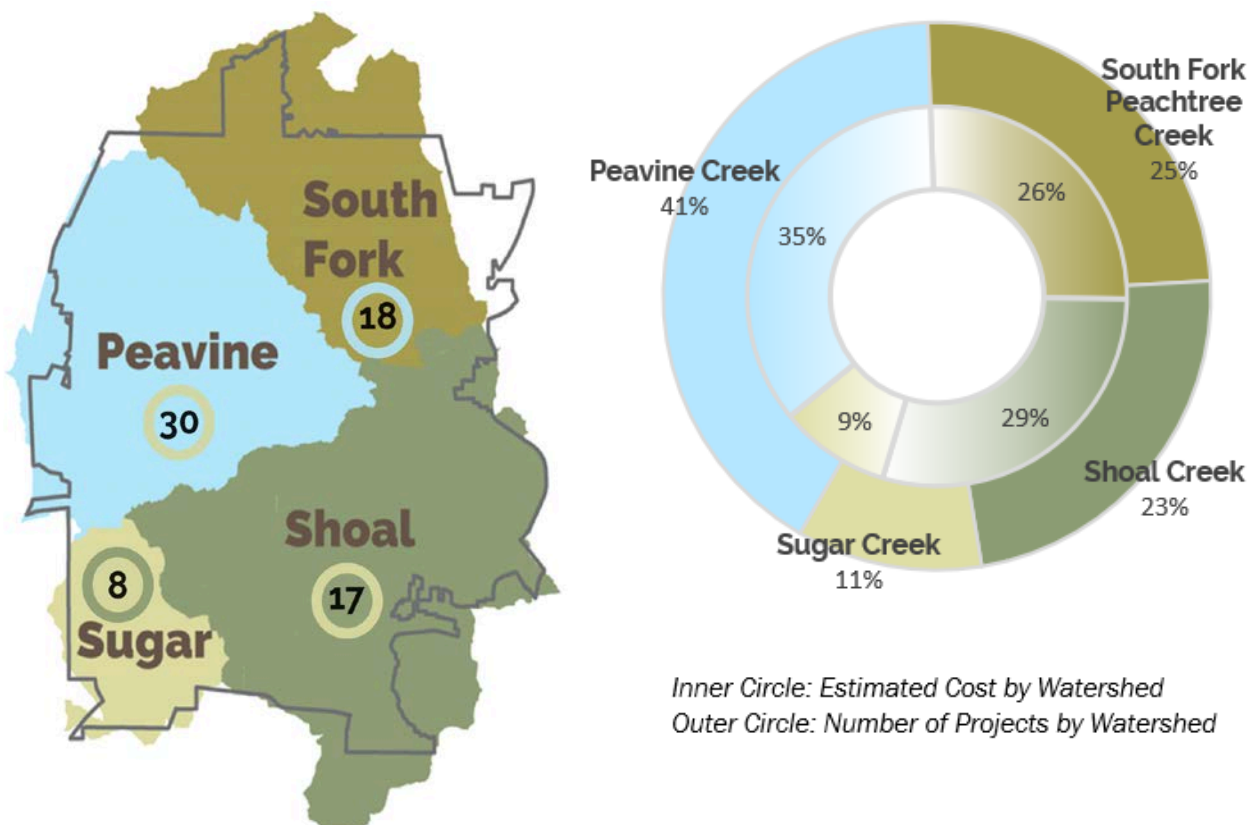 South
Fork
18
Peavine
30
Shoal
8
17
Sugar
South Fork
Peachtree
Creek
25%
Peavine Creek
41%
26%
35%
9%
29%
Shoal Creek
23%
Sugar Creek
11%
Inner Circle: Estimated Cost by Watershed
Outer Circle: Number of Projects by Watershed